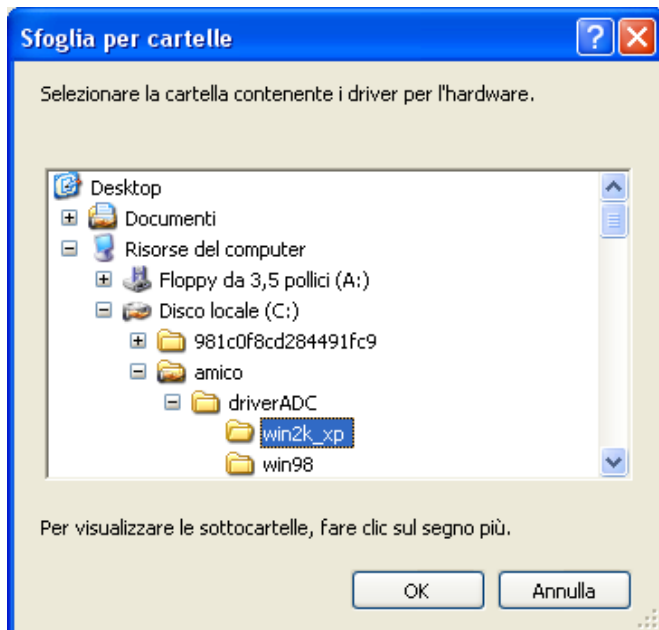 Sfoglia per cartelle
Selezionare la cartella contenente i driver per l'hardware.
Desktop
Documenti
Risorse del computer
Floppy da 3,5 pollici (A:)
Disco locale (C:)
981c0f8cd284491fc9
amico
driverADC
win2k_xp
win98
Per visualizzare le sottocartelle, fare clic sul segno più.
OK Annulla